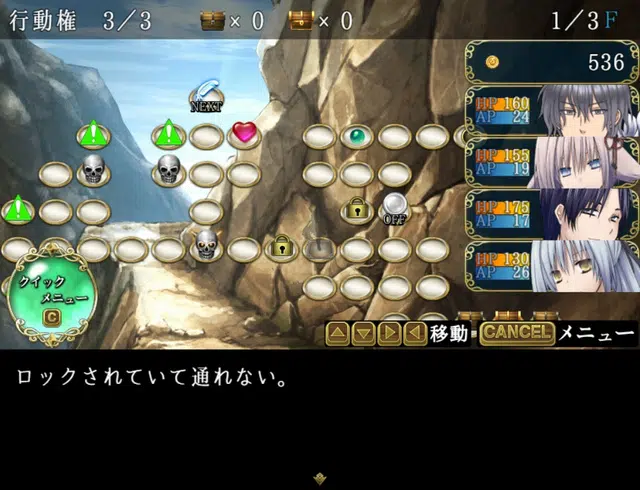 行動権 3/3 × 0 × 0 1/3F
536
NEXT
HP 160
AP 24
HP 155
AP 19
HP 175
AP 17
OFF
HP 130
AP 26
クイック
メニュー
C
移動 CANCEL メニュー
ロックされていて通れない。